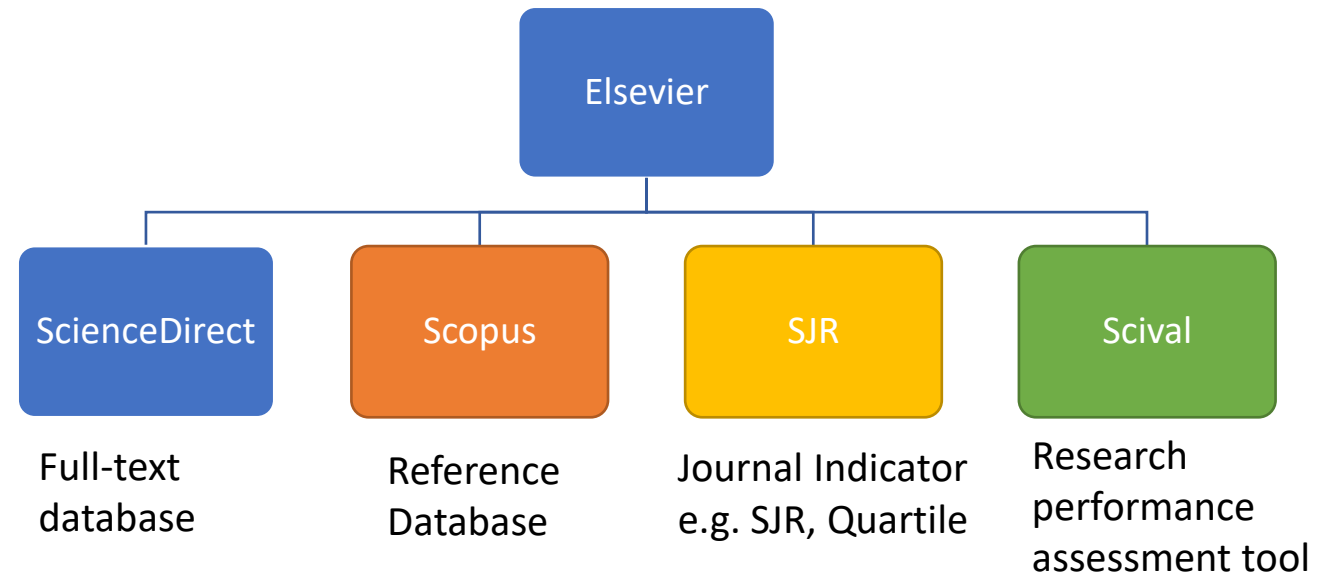 Elsevier
ScienceDirect
Scopus
SJR
Scival
Full-text
database
Reference
Database
Journal Indicator
e.g. SJR, Quartile
Research
performance
assessment tool